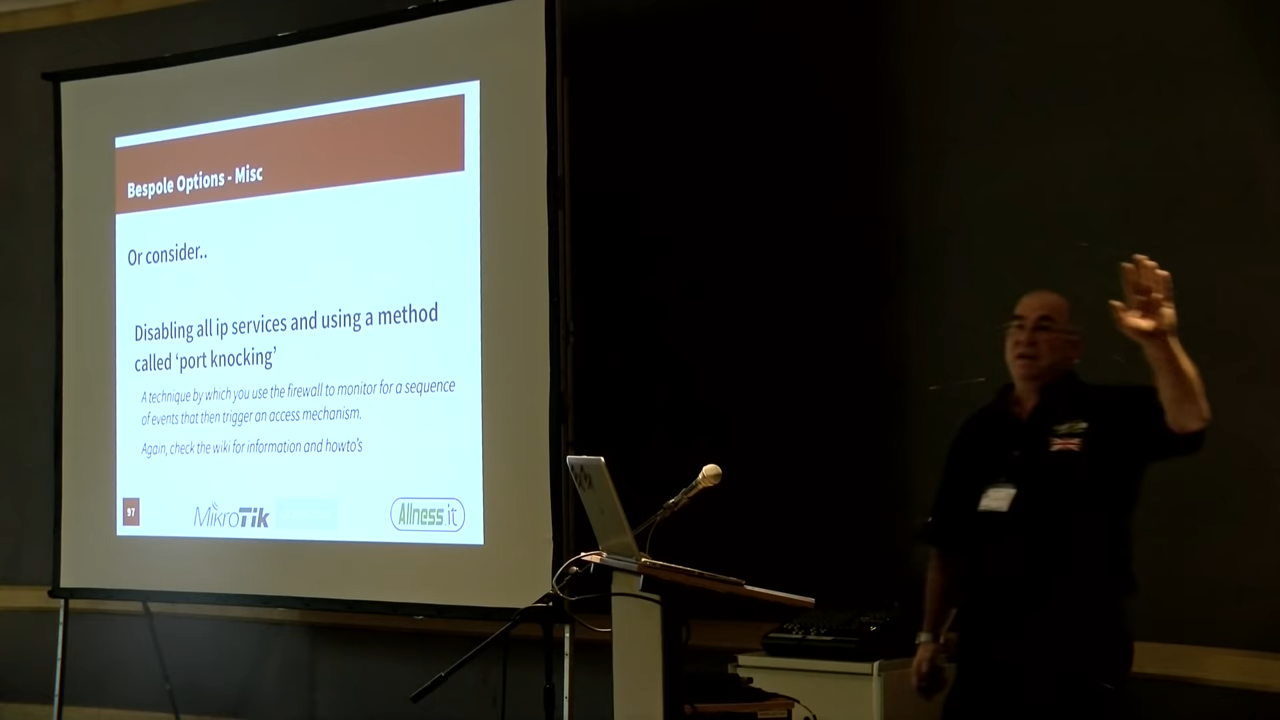 Bespole Options - Misc
Or consider..
Disabling all ip services and using a method
called ‘port knocking’
A technique by which you use the firewall to monitor for a sequence
of events that then trigger an access mechanism.
Again, check the wiki for information and howto's
97
MikroTik
Allness.it